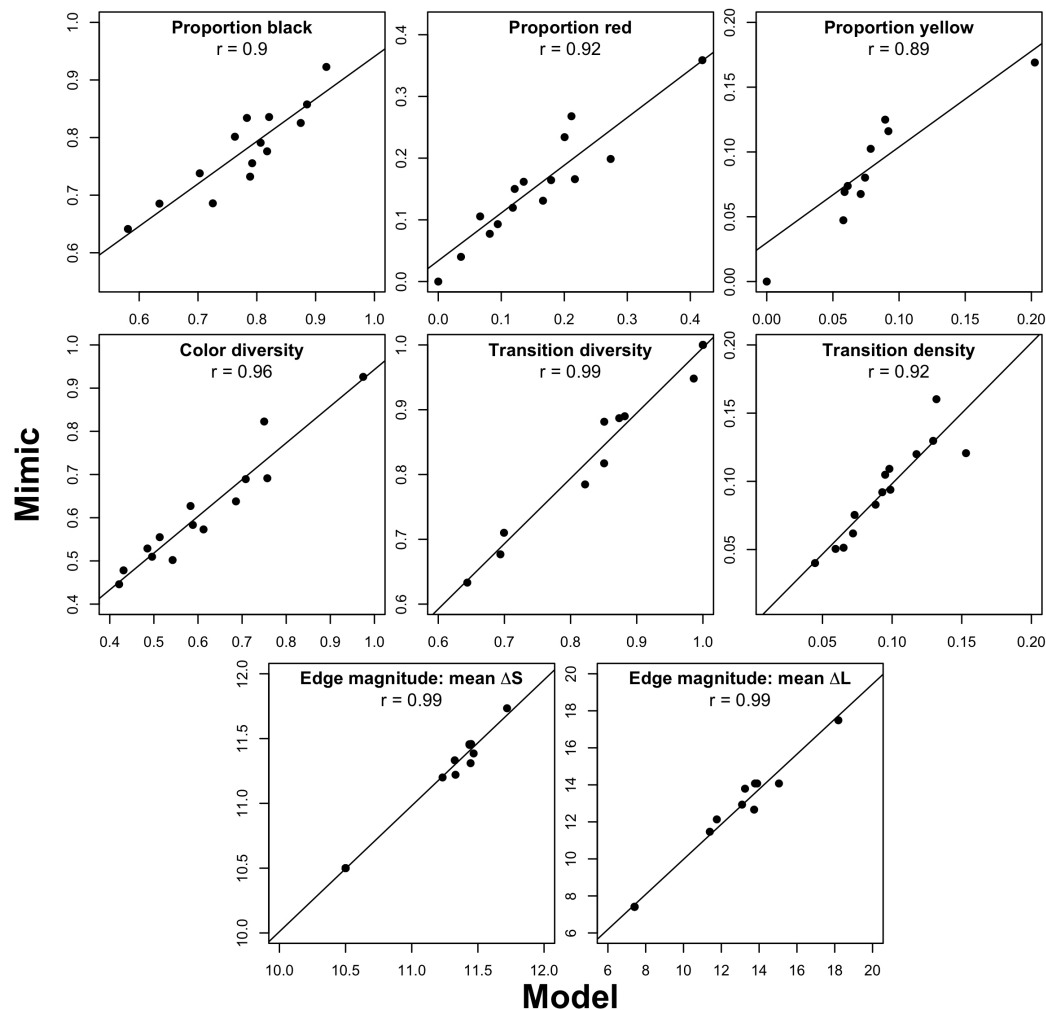 Proportion black
r = 0.9
1.0
0.9
0.8
0.7
0.6
0.6 0.7 0.8 0.9 1.0
Proportion red
r = 0.92
0.4
0.3
0.2
0.1
0.0
0.0 0.1 0.2 0.3 0.4
Proportion yellow
r = 0.89
0.20
0.15
0.10
0.05
0.00
0.00 0.05 0.10 0.15 0.20
Mimic
Color diversity
r = 0.96
1.0
0.9
0.8
0.7
0.6
0.5
0.4
0.4 0.5 0.6 0.7 0.8 0.9 1.0
Transition diversity
r = 0.99
1.0
0.9
0.8
0.7
0.6
0.6 0.7 0.8 0.9 1.0
Transition density
r = 0.92
0.20
0.15
0.10
0.05
0.05 0.10 0.15 0.20
Edge magnitude: mean ΔS
r = 0.99
12.0
11.5
11.0
10.5
10.0
10.0 10.5 11.0 11.5 12.0
Edge magnitude: mean ΔL
r = 0.99
20
18
16
14
12
10
8
6
6 8 10 12 14 16 18 20
Model